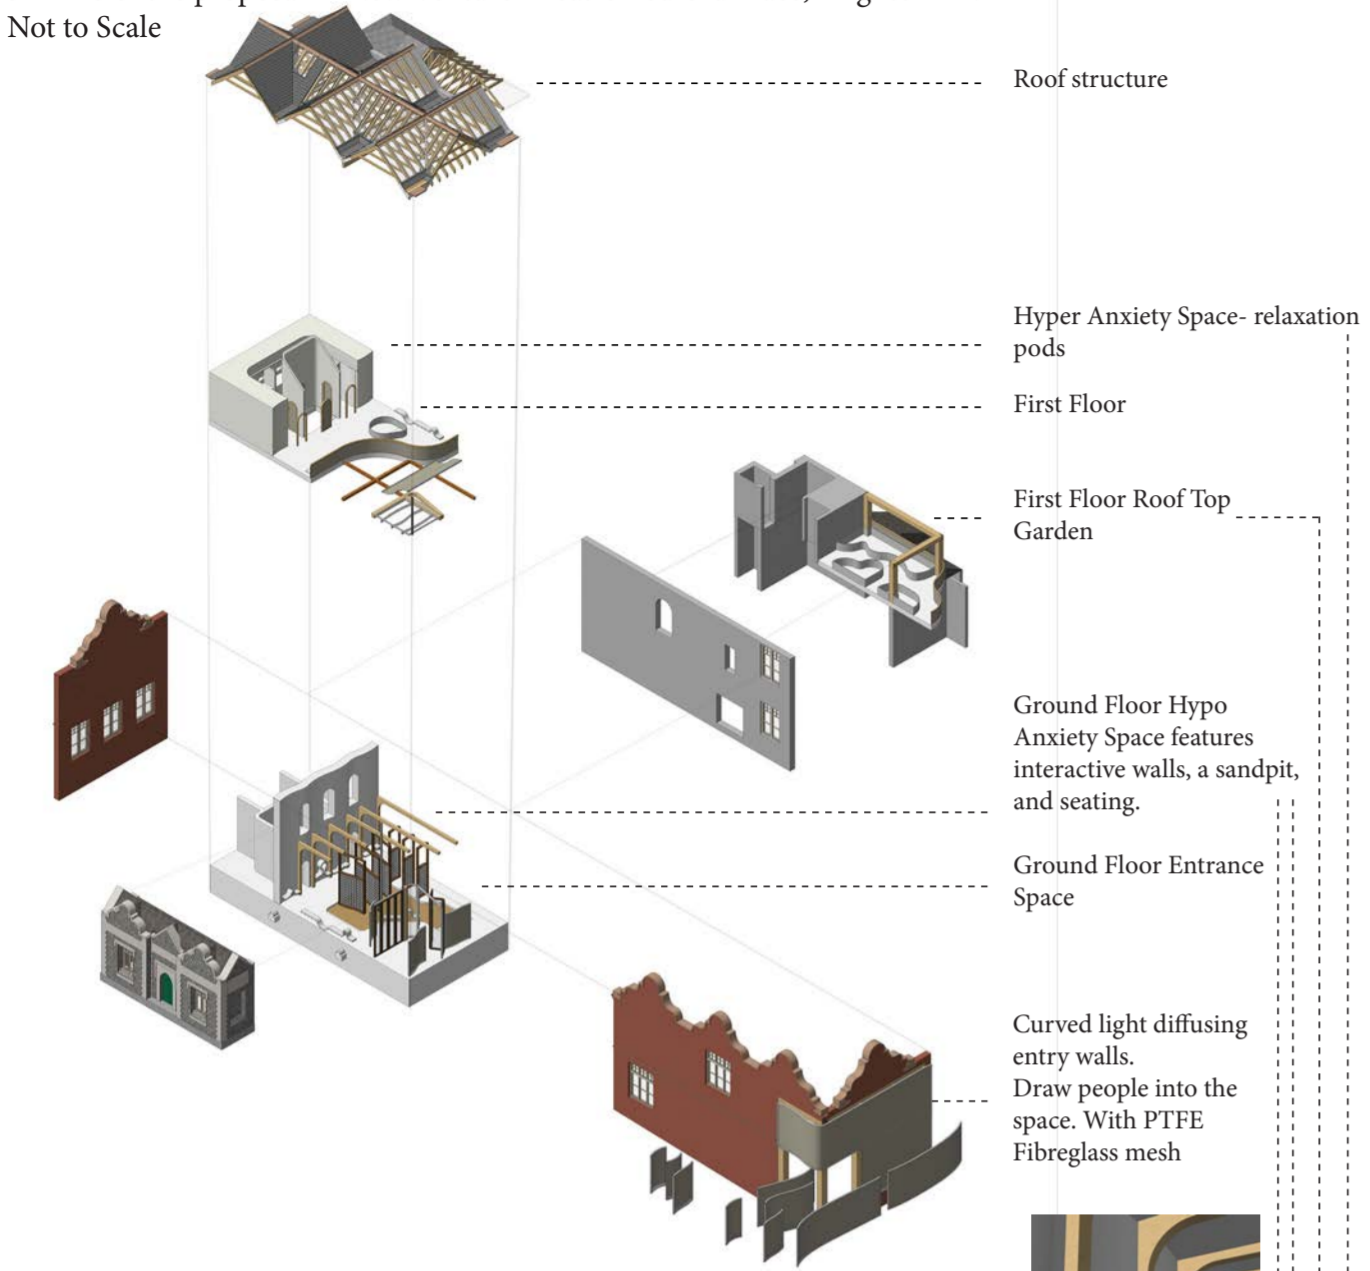 Not to Scale
Roof structure
Hyper Anxiety Space- relaxation
pods
First Floor
First Floor Roof Top
Garden
Ground Floor Hypo
Anxiety Space features
interactive walls, a sandpit,
and seating.
Ground Floor Entrance
Space
Curved light diffusing
entry walls.
Draw people into the
space. With PTFE
Fibreglass mesh